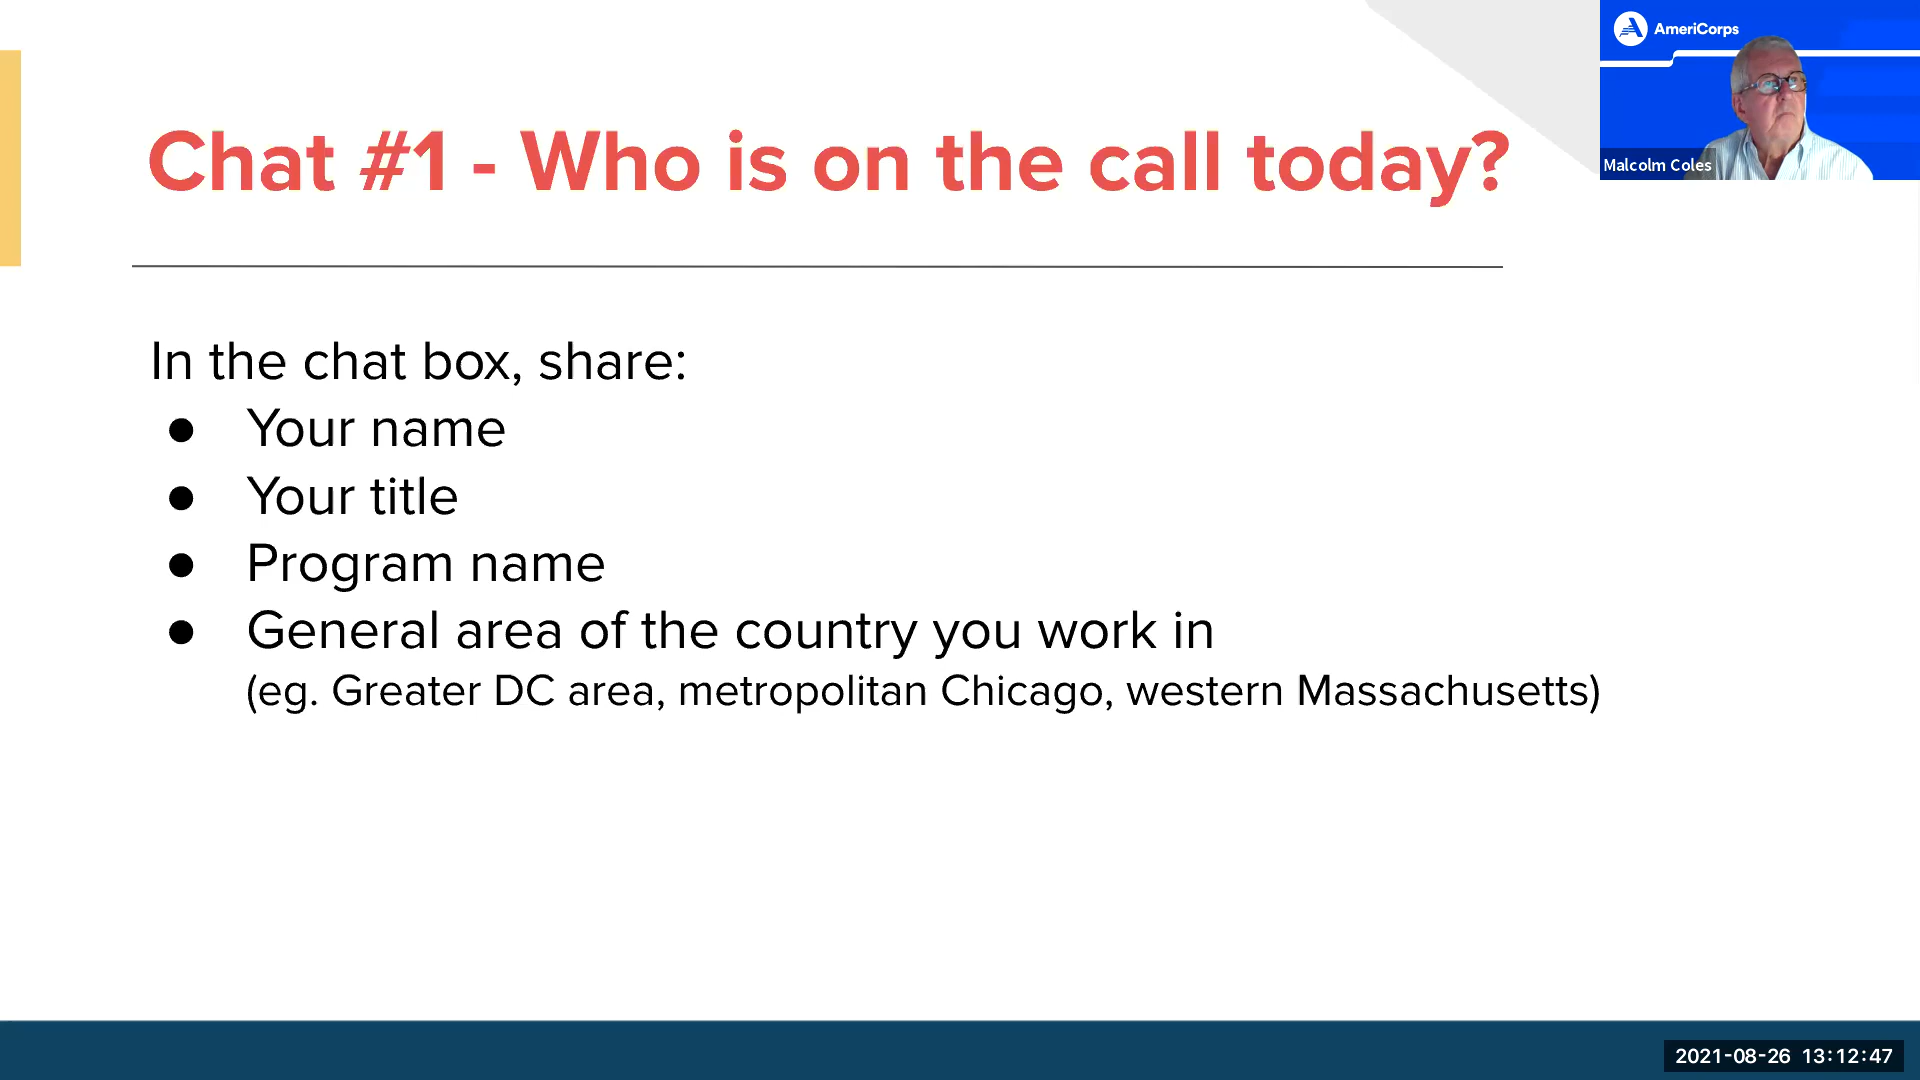 AmeriCorps
Malcolm Coles
Chat #1 - Who is on the call today?
In the chat box, share:
● Your name
● Your title
● Program name
● General area of the country you work in
(eg. Greater DC area, metropolitan Chicago, western Massachusetts)
2021-08-26 13:12:47